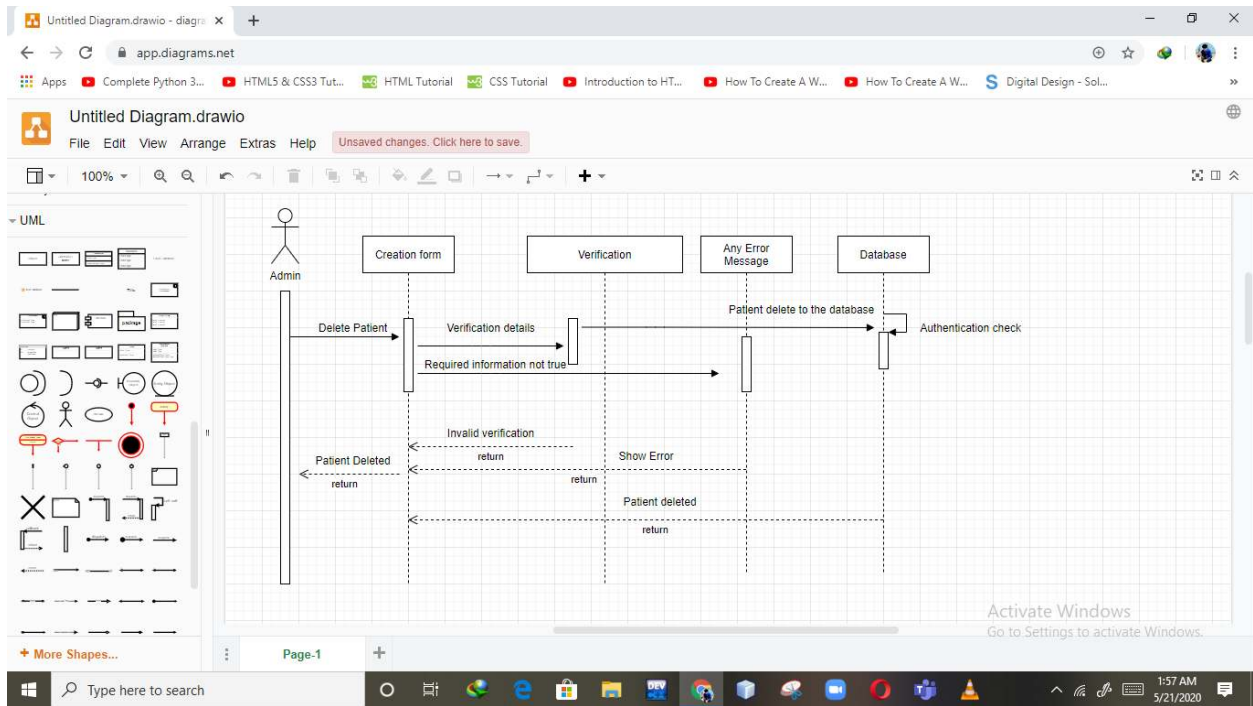 Untitled Diagram.drawio - diagra
app.diagrams.net
Apps
Complete Python 3...
HTML5 & CSS3 Tut...
HTML Tutorial
CSS Tutorial
Introduction to HT...
How To Create A W...
How To Create A W...
Digital Design - Sol...
Untitled Diagram.drawio
File Edit View Arrange Extras Help
Unsaved changes. Click here to save.
100%
UML
Admin
Creation form
Verification
Any Error
Message
Database
Delete Patient
Verification details
Patient delete to the database
Authentication check
Required information not true
Invalid verification
return
Show Error
return
Patient Deleted
return
Patient deleted
return
Activate Windows
Go to Settings to activate Windows.
+ More Shapes...
Page-1
Type here to search
1:57 AM
5/21/2020